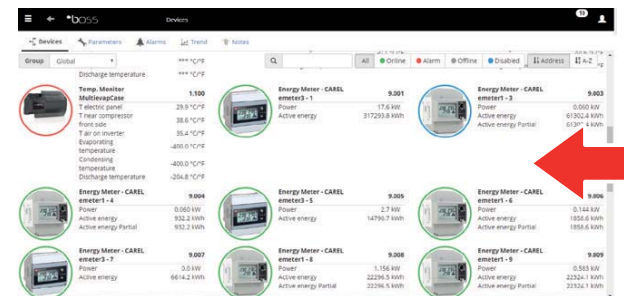 boss
Devices
10
Devices Parameters Alarms Trend Notes
Group Global All Online Alarm Offline Disabled Address A-Z
Discharge temperature *** °C/°F
Temp. Monitor 1.100
MultievapCase
T electric panel 29.9 °C/°F
T near compressor
front side 38.6 °C/°F
T air on inverter 35.4 °C/°F
Evaporating
temperature -400.0 °C/°F
Condensing
temperature -400.0 °C/°F
Discharge temperature -204.8 °C/°F
Energy Meter - CAREL 9.001
emeter3 - 1
Power 17.6 kW
Active energy 317293.8 kWh
Energy Meter - CAREL 9.003
emeter1 - 3
Power 0.060 kW
Active energy 61302.4 kWh
Active energy Partial kWh
Energy Meter - CAREL 9.004
emeter1 - 4
Power 0.060 kW
Active energy 932.2 kWh
Active energy Partial 932.2 kWh
Energy Meter - CAREL 9.005
emeter3 - 5
Power 2.7 kW
Active energy 14796.7 kWh
Energy Meter - CAREL 9.006
emeter1 - 6
Power 0.144 kW
Active energy 1858.6 kWh
Active energy Partial 1858.6 kWh
Energy Meter - CAREL 9.007
emeter3 - 7
Power 0.0 kW
Active energy 6614.2 kWh
Energy Meter - CAREL 9.008
emeter1 - 8
Power 1.156 kW
Active energy 22296.5 kWh
Active energy Partial 22296.5 kWh
Energy Meter - CAREL 9.009
emeter1 - 9
Power 0.583 kW
Active energy 22324.1 kWh
Active energy Partial 22324.1 kWh